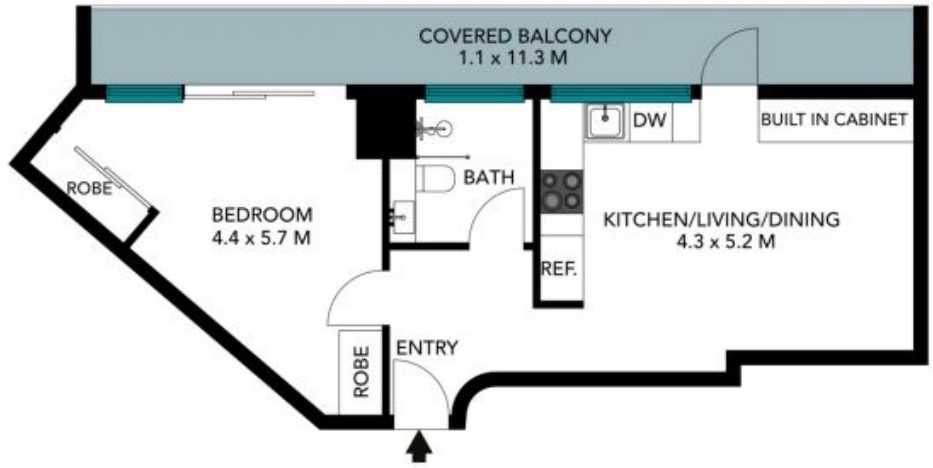 COVERED BALCONY
1.1 x 11.3 M
DW
BUILT IN CABINET
ROBE
BATH
BEDROOM
4.4 x 5.7 M
KITCHEN/LIVING/DINING
4.3 x 5.2 M
REF.
ENTRY
ROBE